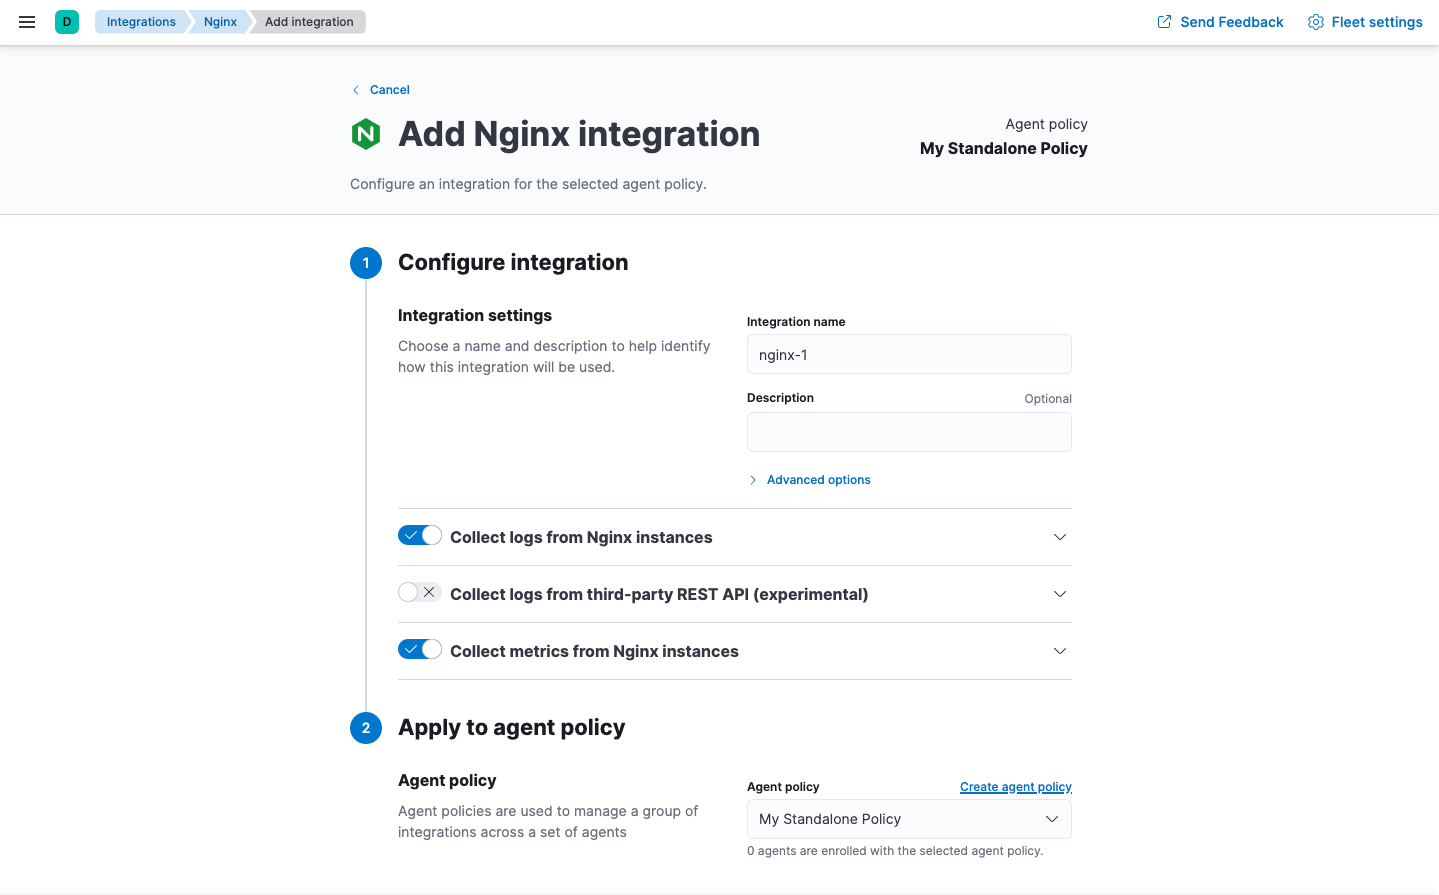 D
Integrations
Nginx
Add integration
Send Feedback
Fleet settings
Cancel
N
Add Nginx integration
Agent policy
My Standalone Policy
Configure an integration for the selected agent policy.
1
Configure integration
Integration settings
Choose a name and description to help identify
how this integration will be used.
Integration name
nginx-1
Description
Optional
Advanced options
Collect logs from Nginx instances
Collect logs from third-party REST API (experimental)
Collect metrics from Nginx instances
2
Apply to agent policy
Agent policy
Agent policies are used to manage a group of
integrations across a set of agents
Agent policy
Create agent policy
My Standalone Policy
0 agents are enrolled with the selected agent policy.